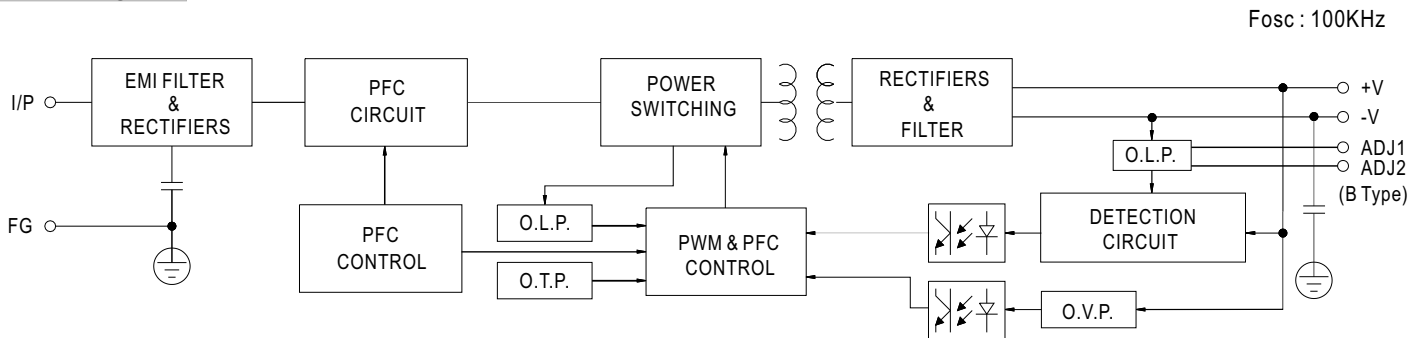 Fosc : 100KHz
I/P
EMI FILTER
&
RECTIFIERS
PFC
CIRCUIT
POWER
SWITCHING
RECTIFIERS
&
FILTER
+V
-V
O.L.P.
ADJ1
ADJ2
(B Type)
FG
PFC
CONTROL
O.L.P.
O.T.P.
PWM & PFC
CONTROL
DETECTION
CIRCUIT
O.V.P.